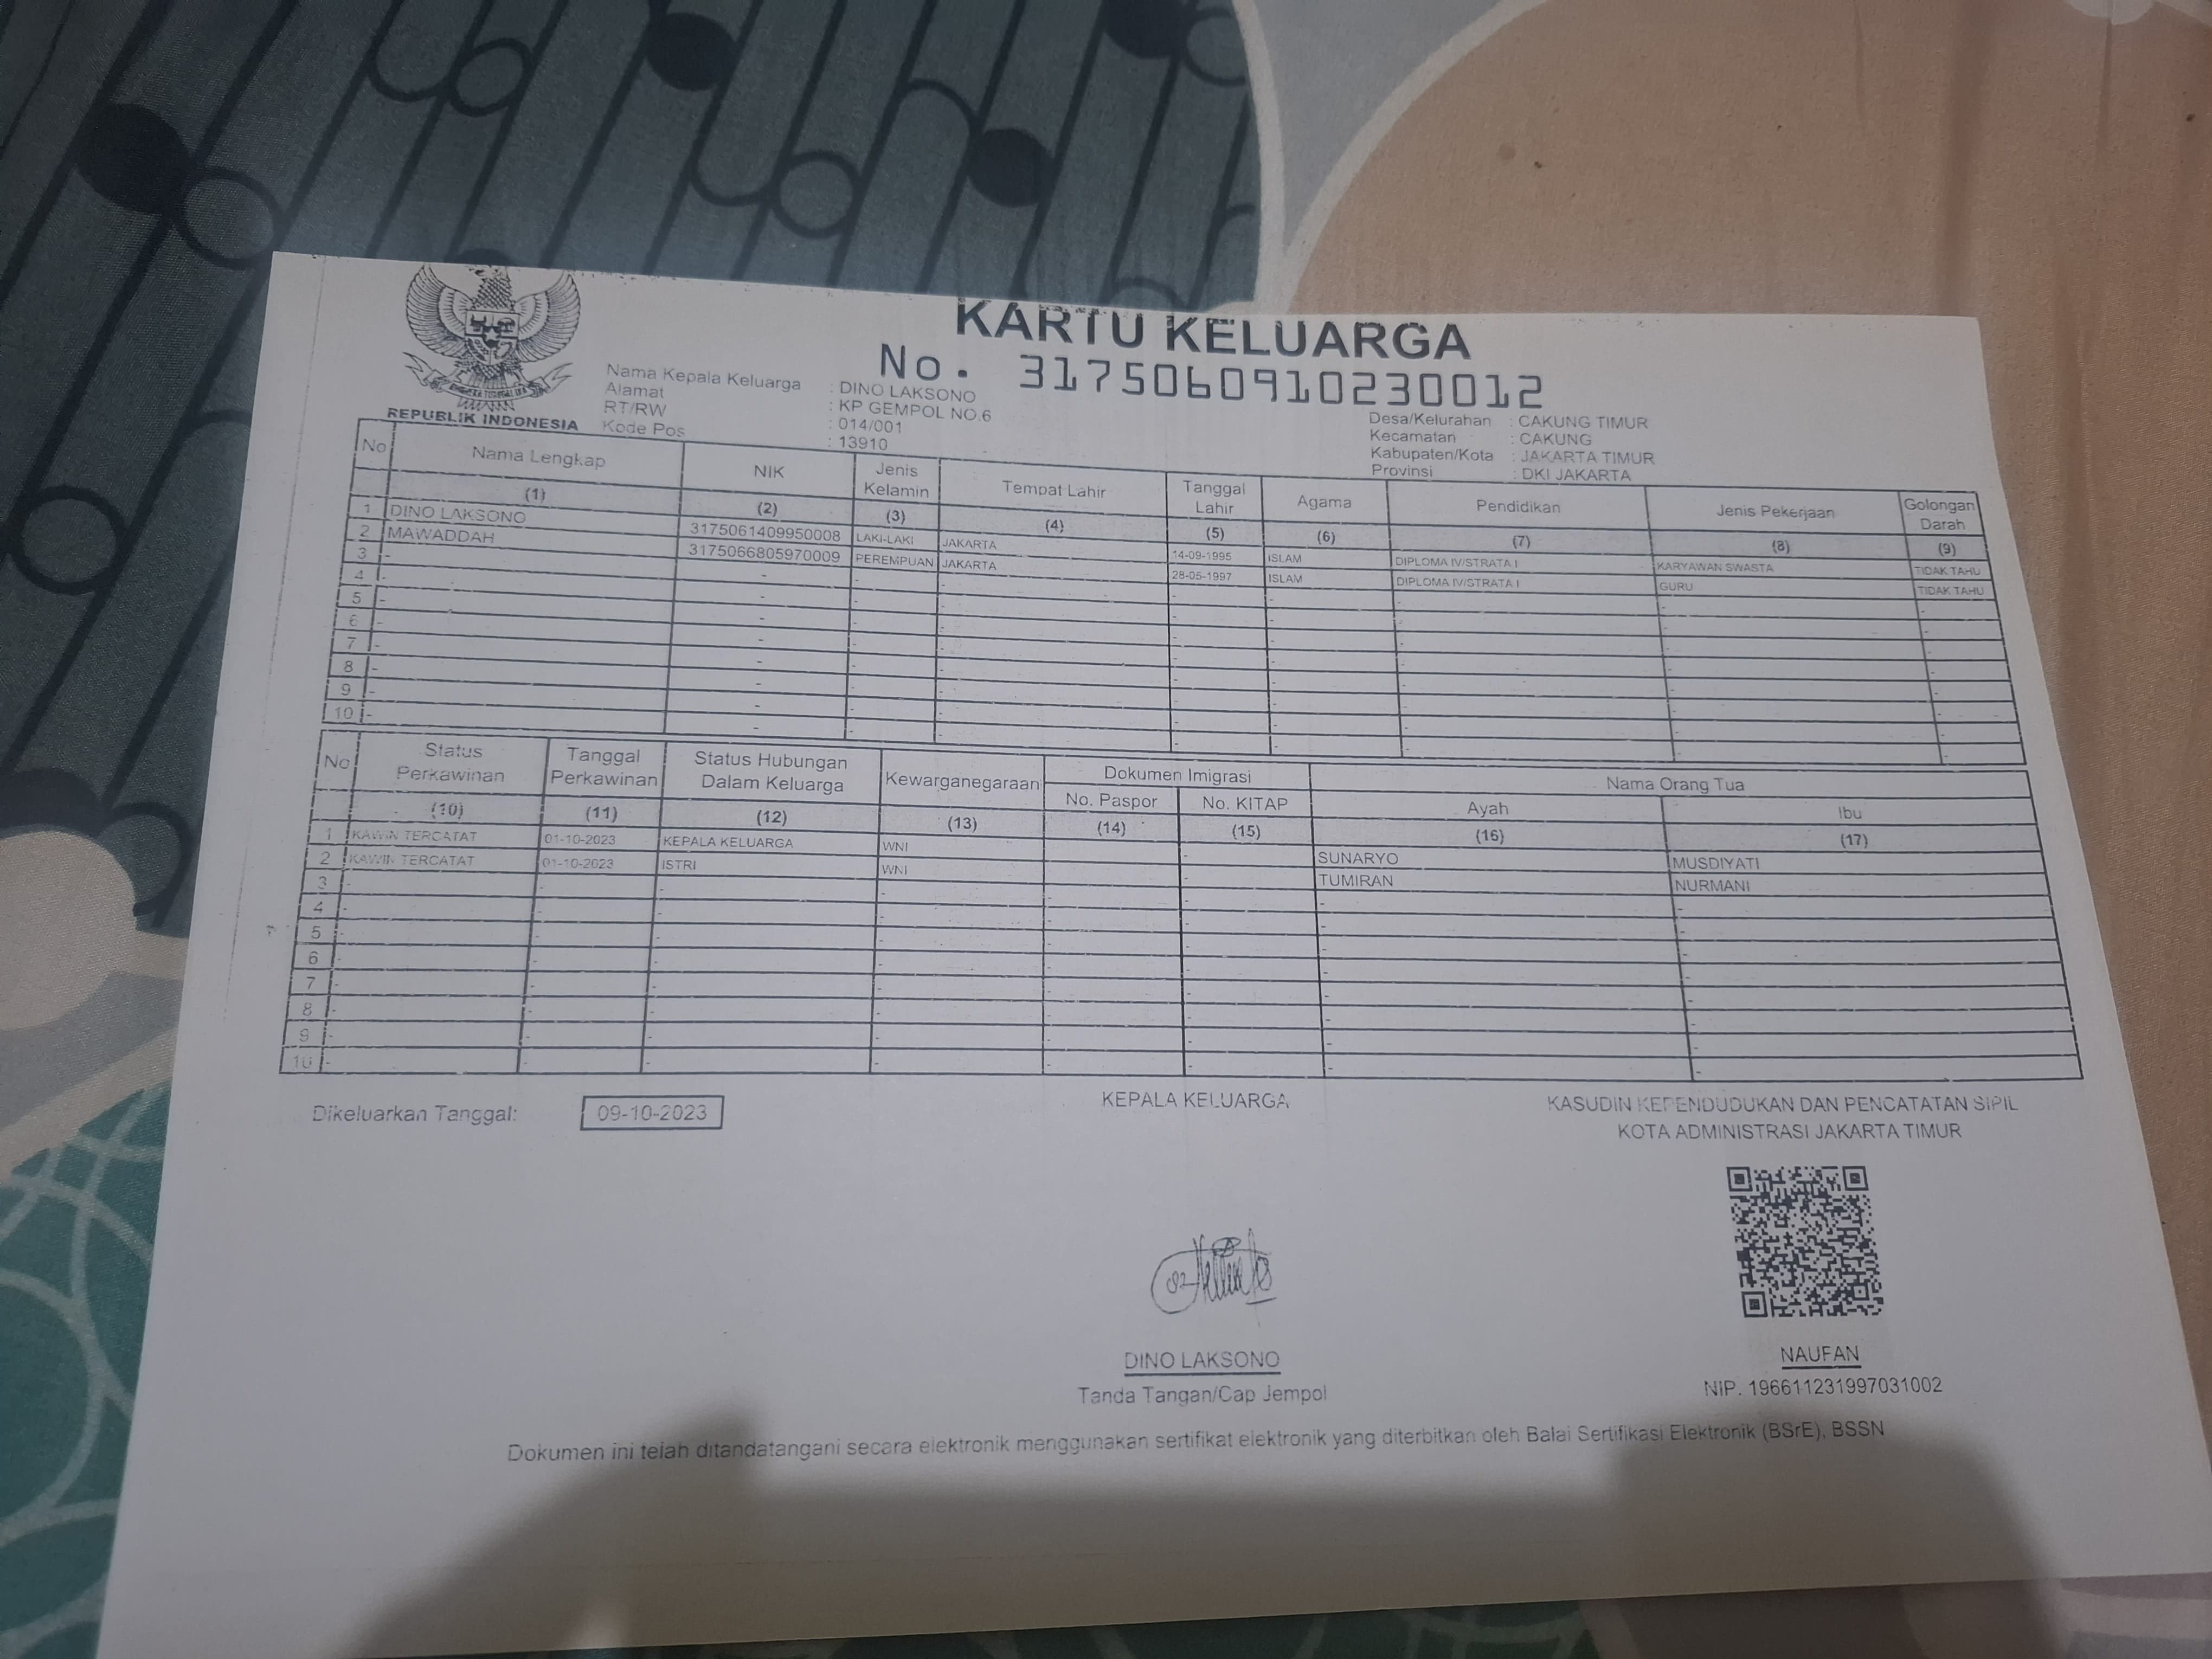 KARTU KELUARGA
No. 3175060910230012
REPUBLIK INDONESIA
Nama Kepala Keluarga : DINO LAKSONO
Alamat : KP GEMPOL NO.6
RT/RW : 014/001
Kode Pos : 13910
Desa/Kelurahan : CAKUNG TIMUR
Kecamatan : CAKUNG
Kabupaten/Kota : JAKARTA TIMUR
Provinsi : DKI JAKARTA
No Nama Lengkap NIK Jenis Kelamin Tempat Lahir Tanggal Lahir Agama Pendidikan Jenis Pekerjaan Golongan Darah
(1) (2) (3) (4) (5) (6) (7) (8) (9)
1 DINO LAKSONO 3175061409950008 LAKI-LAKI JAKARTA 14-09-1995 ISLAM DIPLOMA IV/STRATA I KARYAWAN SWASTA TIDAK TAHU
2 MAWADDAH 3175066805970009 PEREMPUAN JAKARTA 28-05-1997 ISLAM DIPLOMA IV/STRATA I GURU TIDAK TAHU
3 - - - - - - - - -
4 - - - - - - - - -
5 - - - - - - - - -
6 - - - - - - - - -
7 - - - - - - - - -
8 - - - - - - - - -
9 - - - - - - - - -
10 - - - - - - - - -
No Status Perkawinan Tanggal Perkawinan Status Hubungan Dalam Keluarga Kewarganegaraan Dokumen Imigrasi Nama Orang Tua
No. Paspor No. KITAP Ayah Ibu
(10) (11) (12) (13) (14) (15) (16) (17)
1 KAWIN TERCATAT 01-10-2023 KEPALA KELUARGA WNI - SUNARYO MUSDIYATI
2 KAWIN TERCATAT 01-10-2023 ISTRI WNI - TUMIRAN NURMANI
3 - - - - - - - -
4 - - - - - - - -
5 - - - - - - - -
6 - - - - - - - -
7 - - - - - - - -
8 - - - - - - - -
9 - - - - - - - -
10 - - - - - - - -
Dikeluarkan Tanggal: 09-10-2023
KEPALA KELUARGA
KASUDIN KEPENDUDUKAN DAN PENCATATAN SIPIL
KOTA ADMINISTRASI JAKARTA TIMUR
DINO LAKSONO
Tanda Tangan/Cap Jempol
NAUFAN
NIP. 196611231997031002
Dokumen ini telah ditandatangani secara elektronik menggunakan sertifikat elektronik yang diterbitkan oleh Balai Sertifikasi Elektronik (BSrE), BSSN